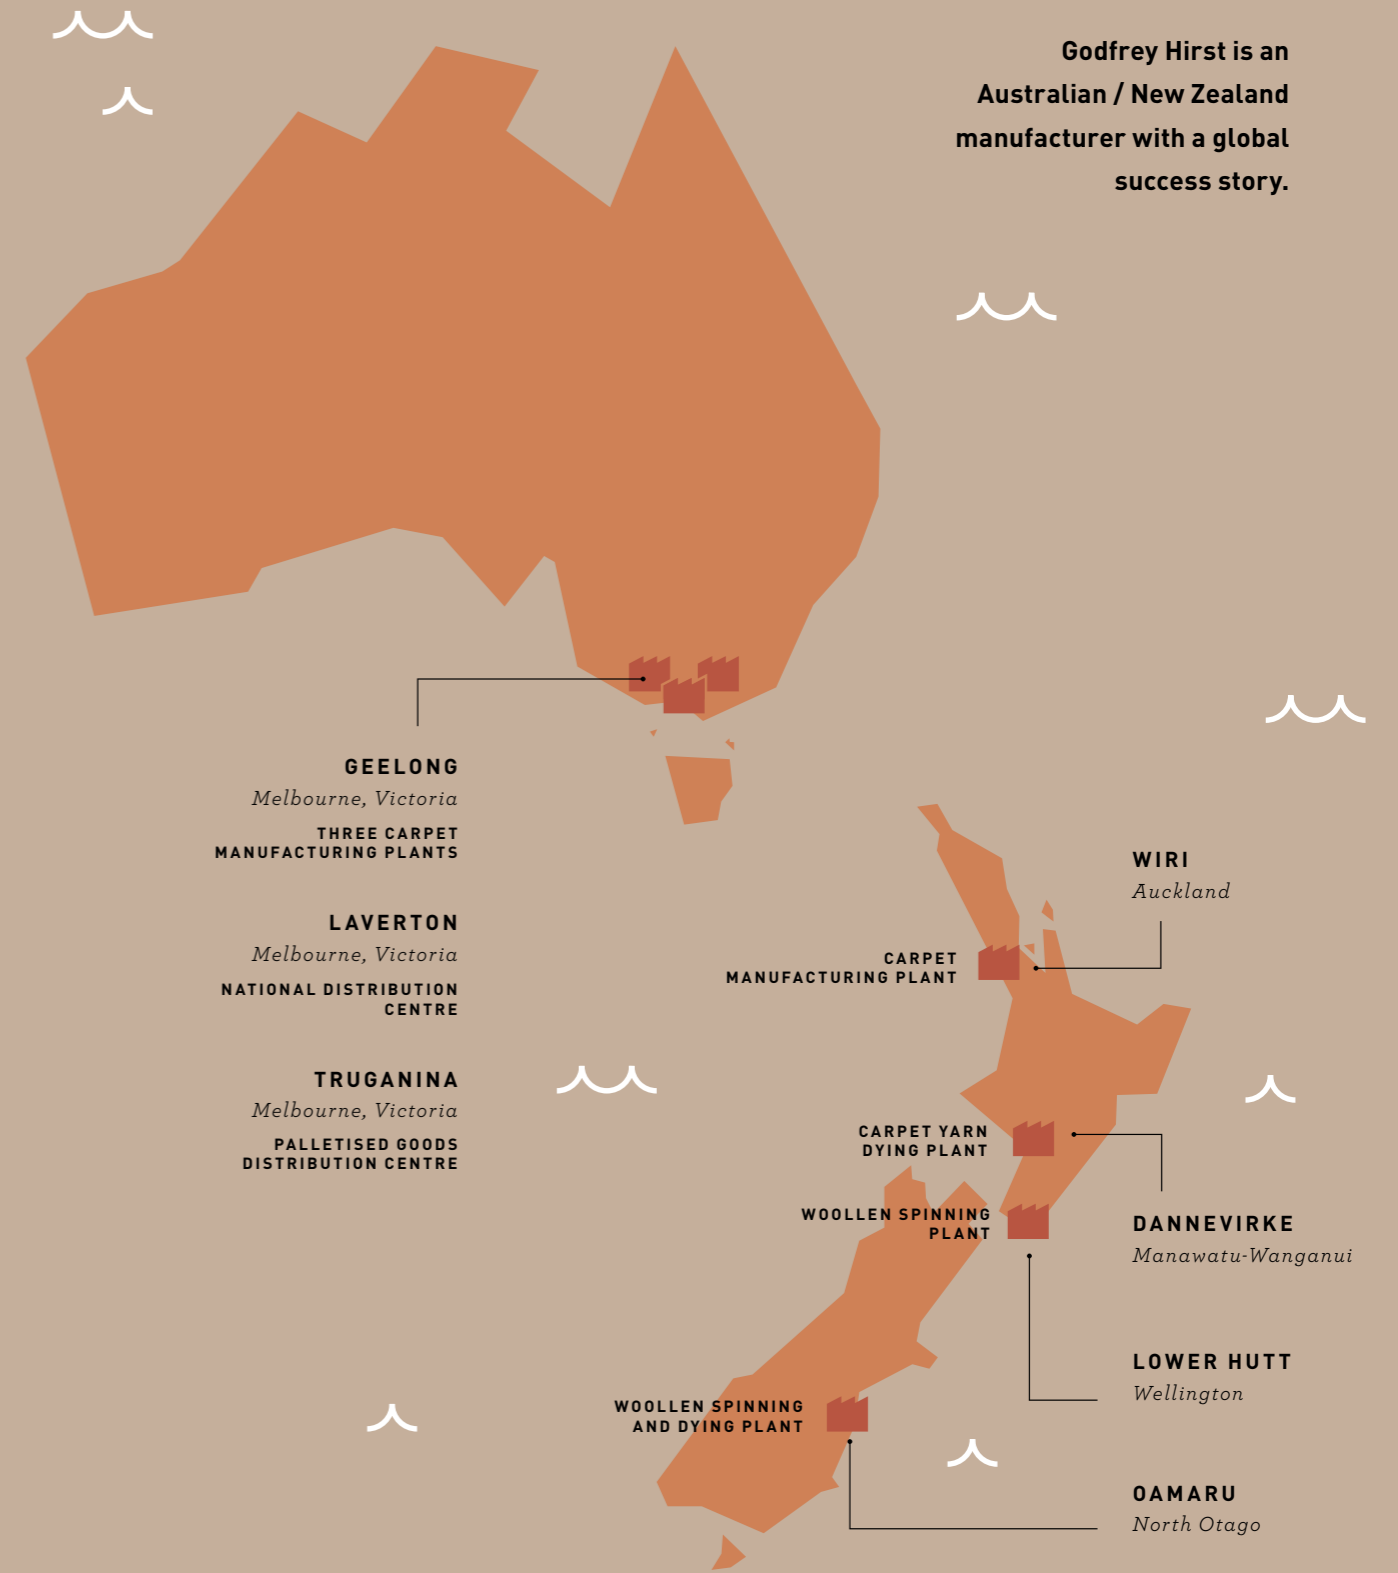 Godfrey Hirst is an
Australian / New Zealand
manufacturer with a global
success story.
GEELONG
Melbourne, Victoria
THREE CARPET
MANUFACTURING PLANTS
LAVERTON
Melbourne, Victoria
NATIONAL DISTRIBUTION
CENTRE
TRUGANINA
Melbourne, Victoria
PALLETISED GOODS
DISTRIBUTION CENTRE
WIRI
Auckland
CARPET
MANUFACTURING PLANT
CARPET YARN
DYING PLANT
DANNEVIRKE
Manawatu-Wanganui
WOOLLEN SPINNING
PLANT
LOWER HUTT
Wellington
WOOLLEN SPINNING
AND DYING PLANT
OAMARU
North Otago